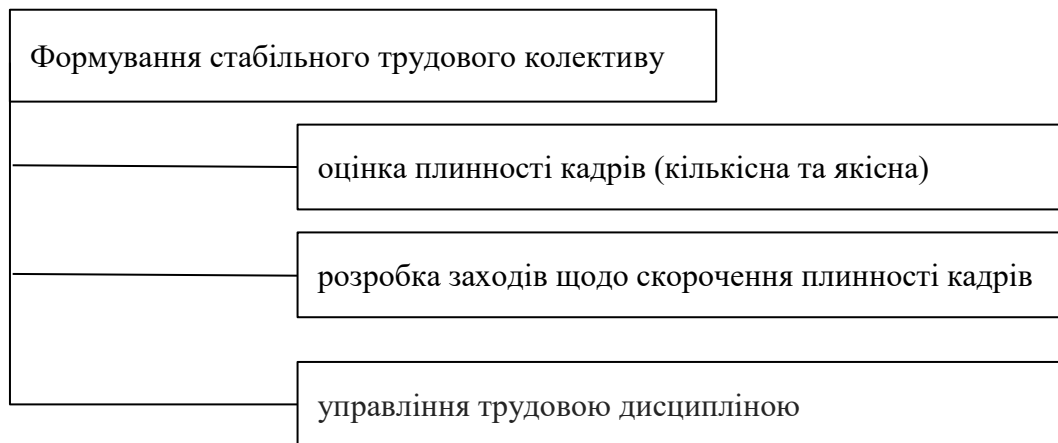 Формування стабільного трудового колективу
оцінка плинності кадрів (кількісна та якісна)
розробка заходів щодо скорочення плинності кадрів
управління трудовою дисципліною